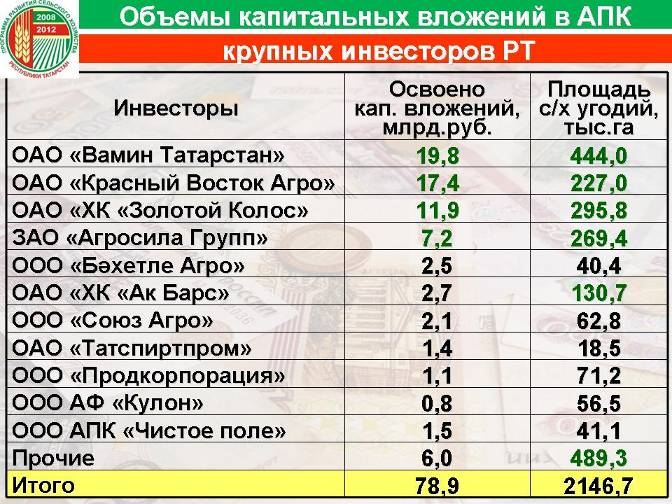 2008
2012
ПРОГРАММА РАЗВИТИЯ СЕЛЬСКОГО ХОЗЯЙСТВА
РЕСПУБЛИКИ ТАТАРСТАН
Объемы капитальных вложений в АПК
крупных инвесторов РТ
Инвесторы Освоено кап. вложений, млрд.руб. Площадь с/х угодий, тыс.га
ОАО «Вамин Татарстан» 19,8 444,0
ОАО «Красный Восток Агро» 17,4 227,0
ОАО «ХК «Золотой Колос» 11,9 295,8
ЗАО «Агросила Групп» 7,2 269,4
ООО «Бәхетле Агро» 2,5 40,4
ОАО «ХК «Ак Барс» 2,7 130,7
ООО «Союз Агро» 2,1 62,8
ОАО «Татспиртпром» 1,4 18,5
ООО «Продкорпорация» 1,1 71,2
ООО АФ «Кулон» 0,8 56,5
ООО АПК «Чистое поле» 1,5 41,1
Прочие 6,0 489,3
Итого 78,9 2146,7